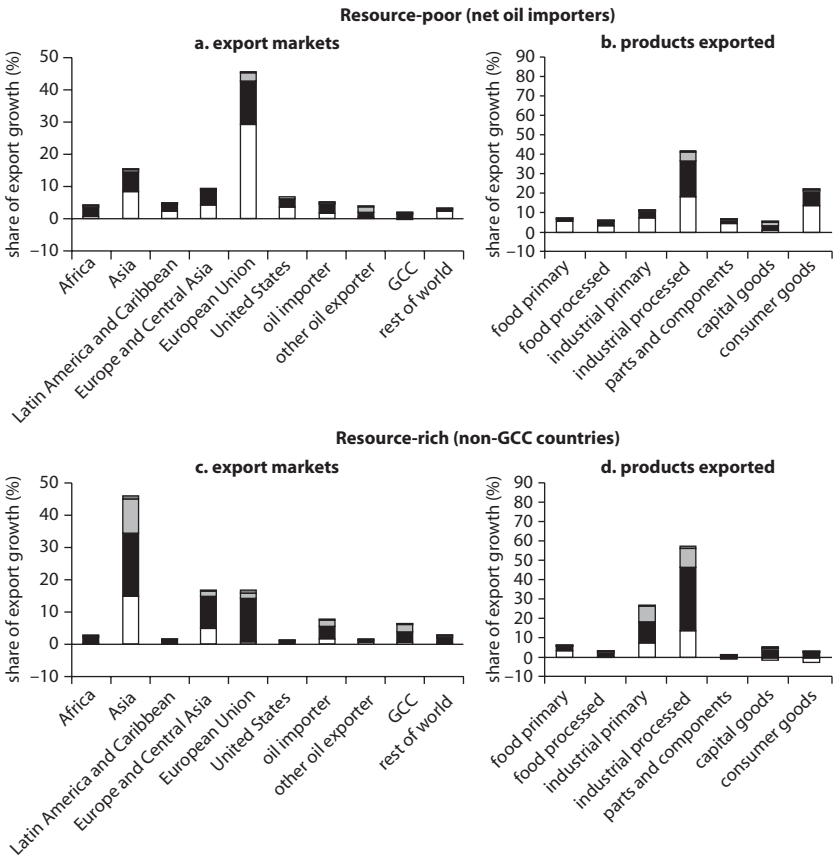 Resource-poor (net oil importers)
a. export markets
share of export growth (%)
50
40
30
20
10
0
–10
Africa
Asia
Latin America and Caribbean
Europe and Central Asia
European Union
United States
oil importer
other oil exporter
GCC
rest of world
b. products exported
share of export growth (%)
90
80
70
60
50
40
30
20
10
0
–10
food primary
food processed
industrial primary
industrial processed
parts and components
capital goods
consumer goods
Resource-rich (non-GCC countries)
c. export markets
share of export growth (%)
50
40
30
20
10
0
–10
Africa
Asia
Latin America and Caribbean
Europe and Central Asia
European Union
United States
oil importer
other oil exporter
GCC
rest of world
d. products exported
share of export growth (%)
90
80
70
60
50
40
30
20
10
0
–10
food primary
food processed
industrial primary
industrial processed
parts and components
capital goods
consumer goods